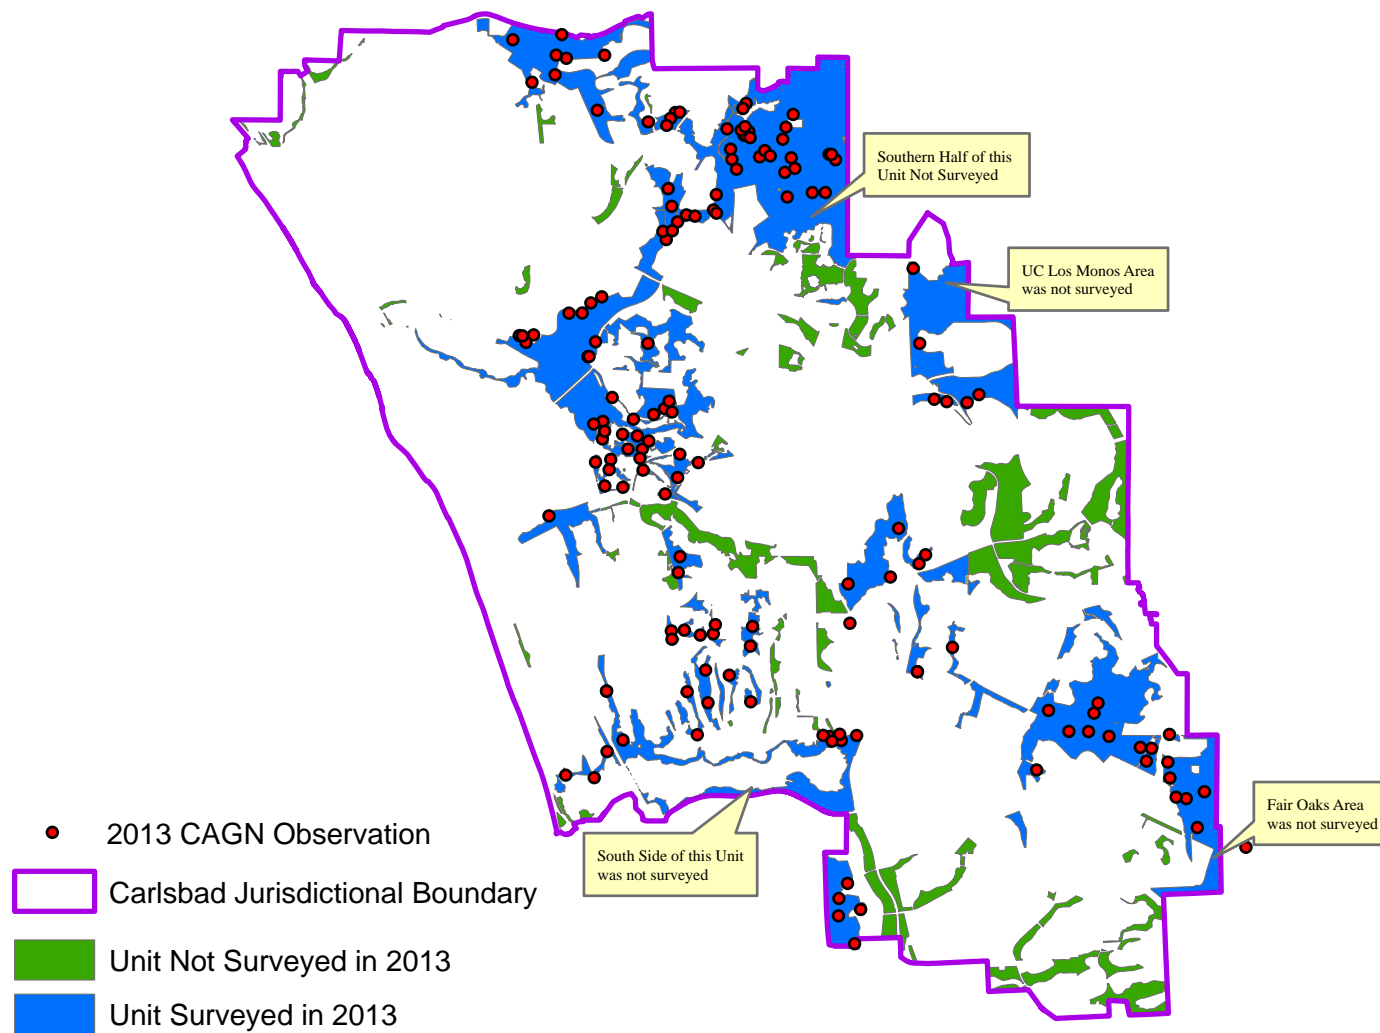 Southern Half of this
Unit Not Surveyed
UC Los Monos Area
was not surveyed
Fair Oaks Area
was not surveyed
South Side of this Unit
was not surveyed
2013 CAGN Observation
Carlsbad Jurisdictional Boundary
Unit Not Surveyed in 2013
Unit Surveyed in 2013